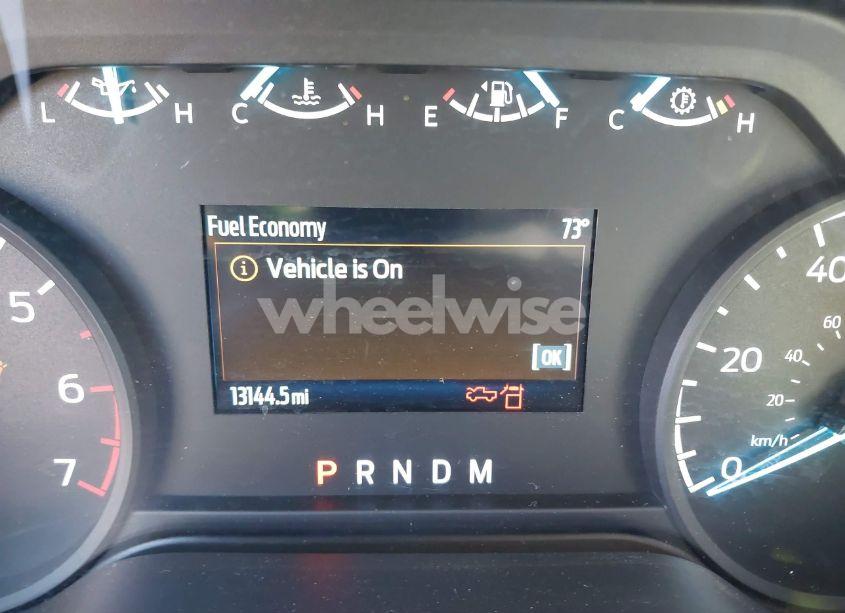 L H C H E F C H
Fuel Economy 73°
Vehicle is On
wheelwise
OK
13144.5 mi
P R N D M
5
6
7
40
20
0
60
40
20
km/h